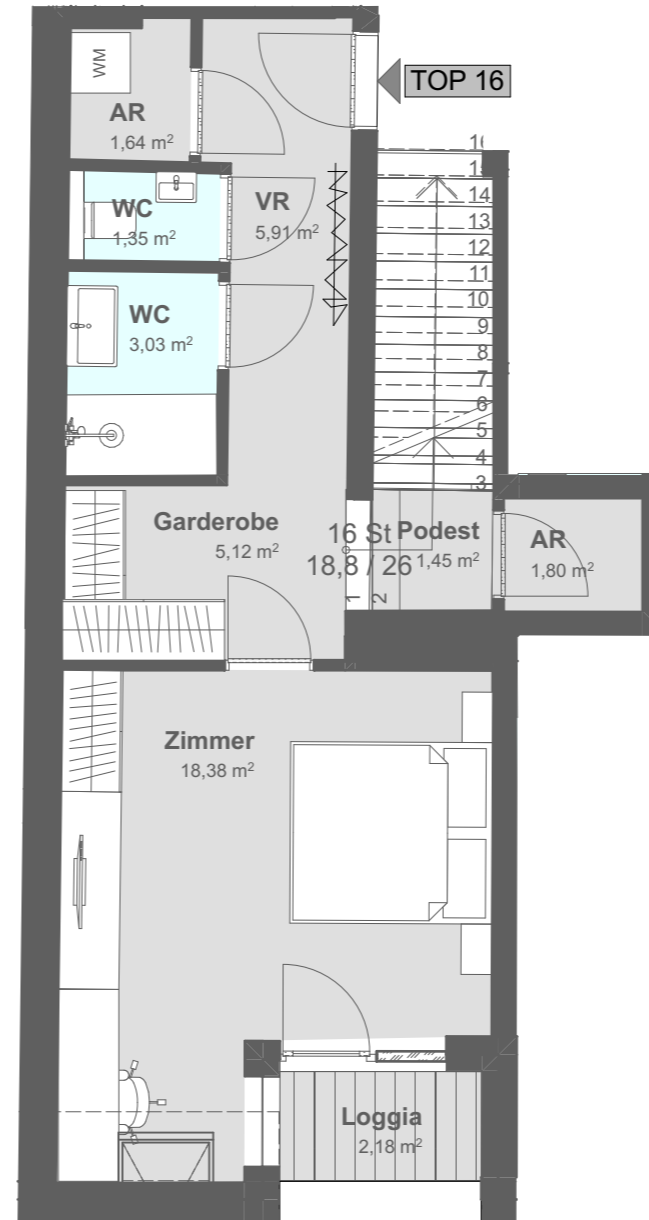 TOP 16
WM
AR
1,64 m²
WC
1,35 m²
VR
5,91 m²
WC
3,03 m²
15
14
13
12
11
10
9
8
7
6
5
4
3
Garderobe
5,12 m²
16 St
18,8 / 26
1
2
Podest
1,45 m²
AR
1,80 m²
Zimmer
18,38 m²
Loggia
2,18 m²